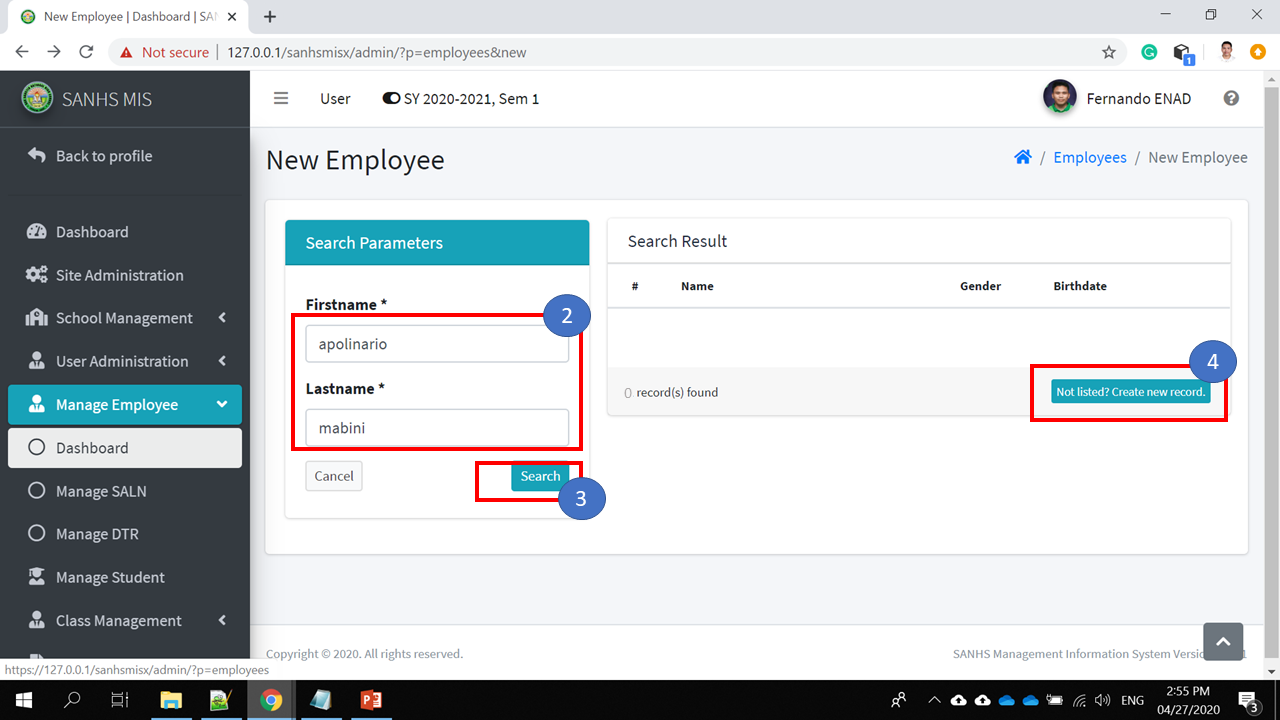 New Employee | Dashboard | SAN
Not secure
127.0.0.1/sanhsmisx/admin/?p=employees&new
1
SANHS MIS
User
SY 2020-2021, Sem 1
Fernando ENAD
Back to profile
New Employee
/ Employees / New Employee
Dashboard
Site Administration
School Management
User Administration
Manage Employee
Dashboard
Manage SALN
Manage DTR
Manage Student
Class Management
Search Parameters
Firstname *
2
apolinario
Lastname *
mabini
Cancel
Search
3
Search Result
# Name Gender Birthdate
0 record(s) found
4
Not listed? Create new record.
Copyright © 2020. All rights reserved.
SANHS Management Information System
https://127.0.0.1/sanhsmisx/admin/?p=employees
ENG
2:55 PM
04/27/2020
3